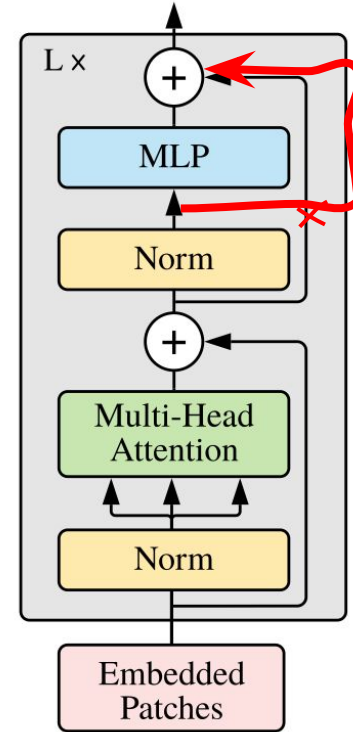 L ×
+
MLP
Norm
+
Multi-Head
Attention
Norm
Embedded
Patches